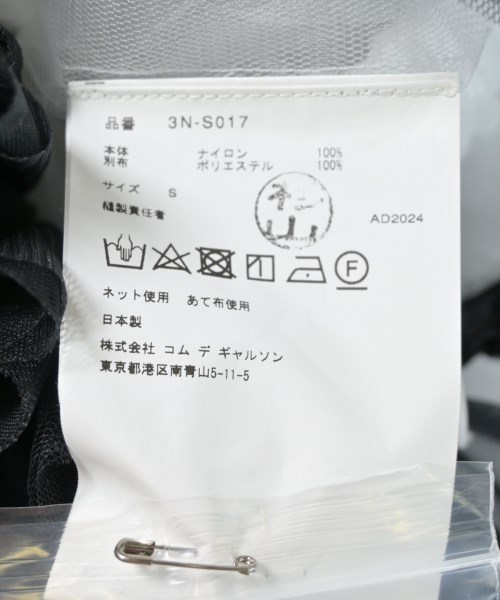 品番 3N-S017
本体 ナイロン 100%
別布 ポリエステル 100%
サイズ S
縫製責任者
AD2024
F
ネット使用 あて布使用
日本製
株式会社 コム デ ギャルソン
東京都港区南青山5-11-5